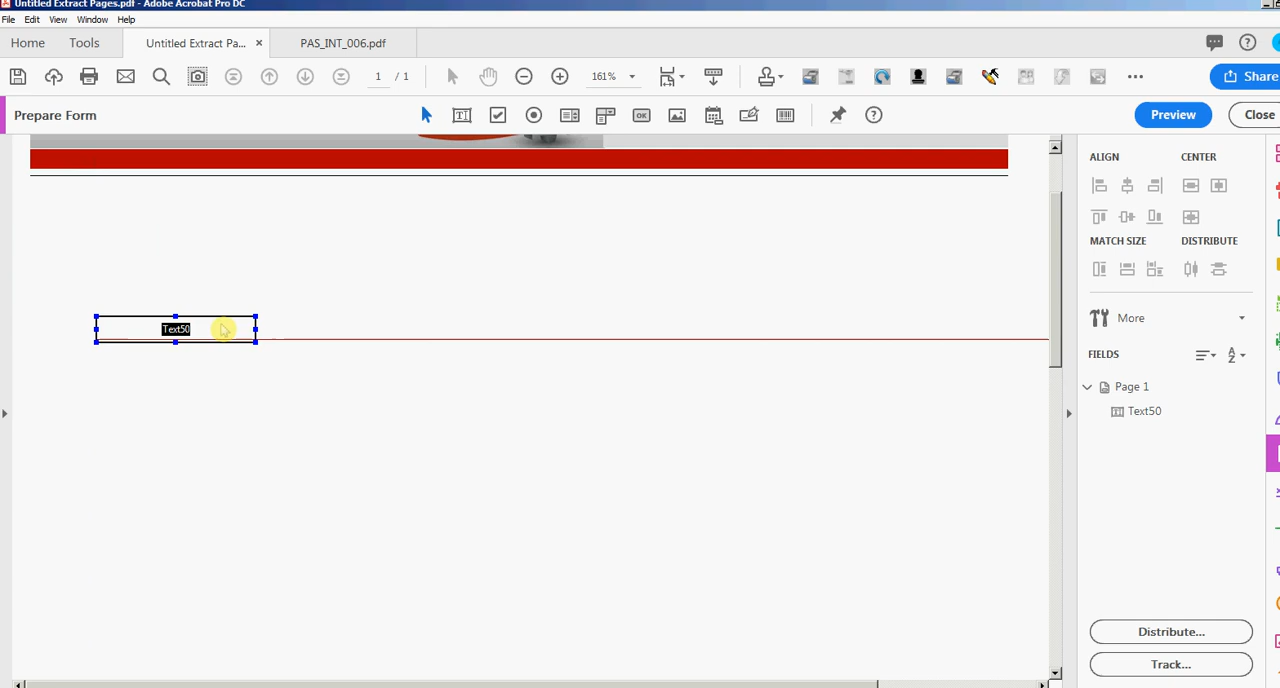 Untitled Extract Pages.pdf - Adobe Acrobat Pro DC
File Edit View Window Help
Home Tools Untitled Extract Pa... × PAS_INT_006.pdf
1 / 1 161% Share
Prepare Form Preview Close
ALIGN CENTER
MATCH SIZE DISTRIBUTE
More
FIELDS
Page 1
Text50
Text50
Distribute...
Track...